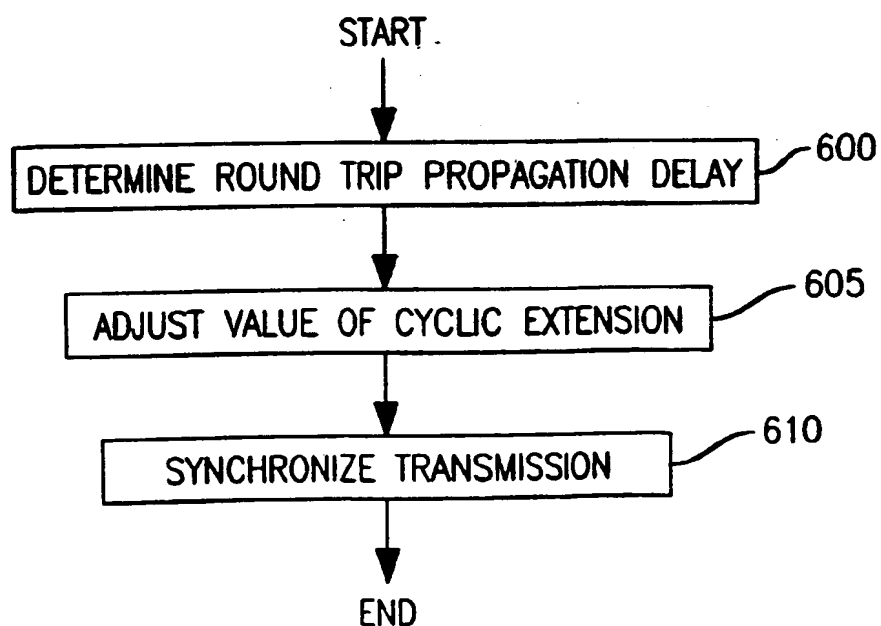 START
DETERMINE ROUND TRIP PROPAGATION DELAY
600
ADJUST VALUE OF CYCLIC EXTENSION
605
SYNCHRONIZE TRANSMISSION
610
END